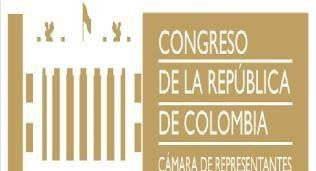 CONGRESO
DE LA REPÚBLICA
DE COLOMBIA
CÁMARA DE REPRESENTANTES